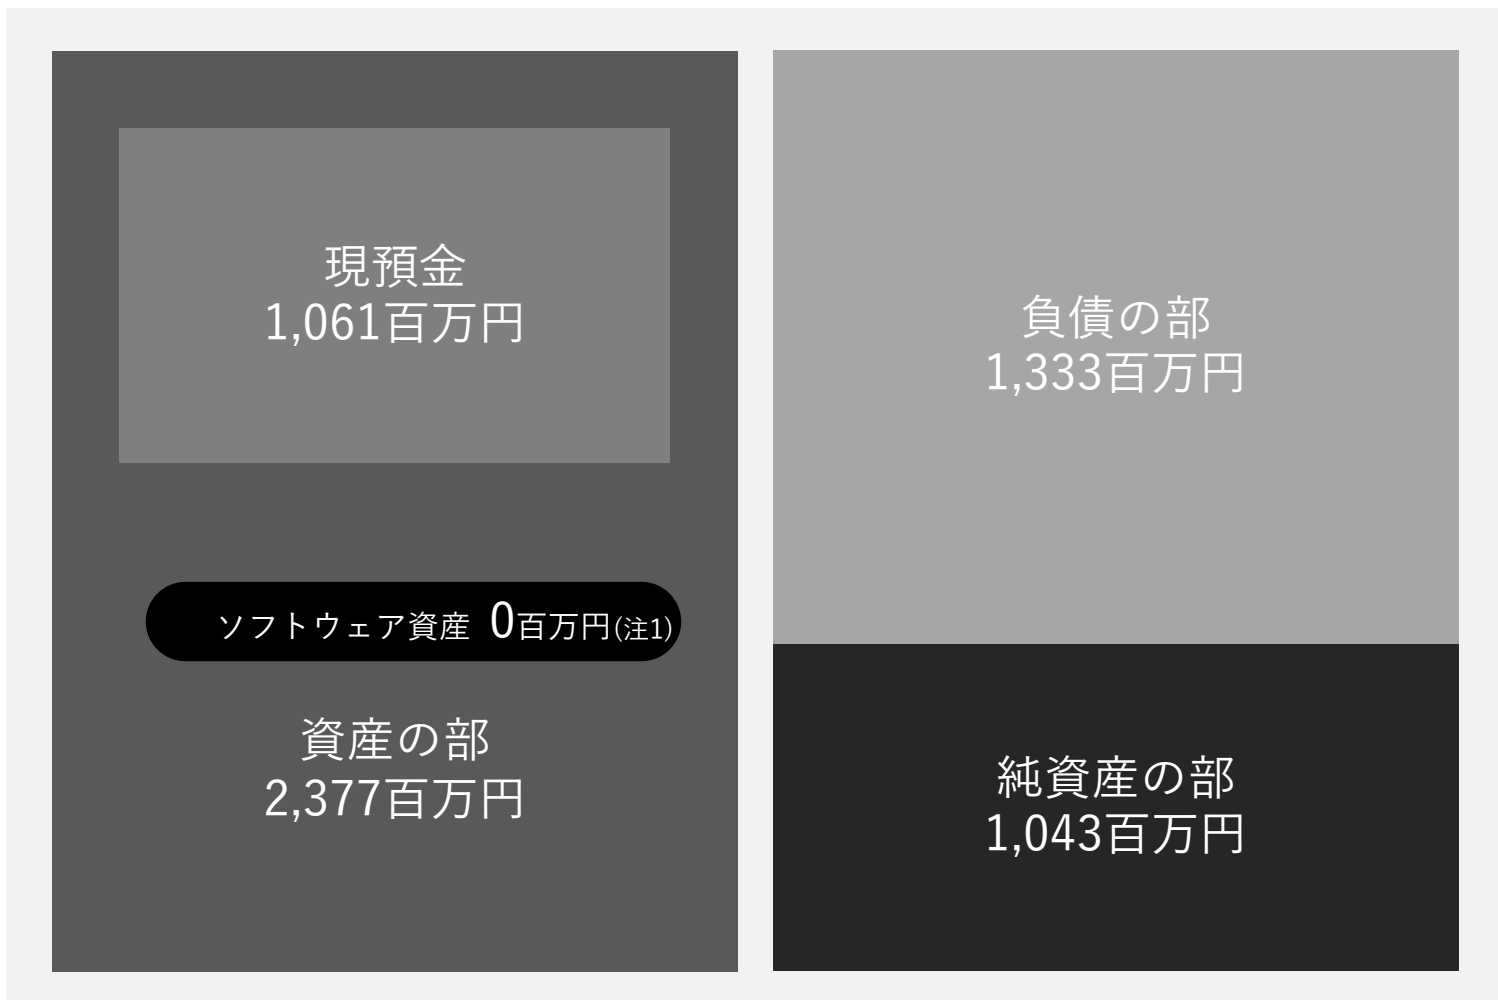 現預金
1,061百万円
ソフトウェア資産 0百万円(注1)
資産の部
2,377百万円
負債の部
1,333百万円
純資産の部
1,043百万円